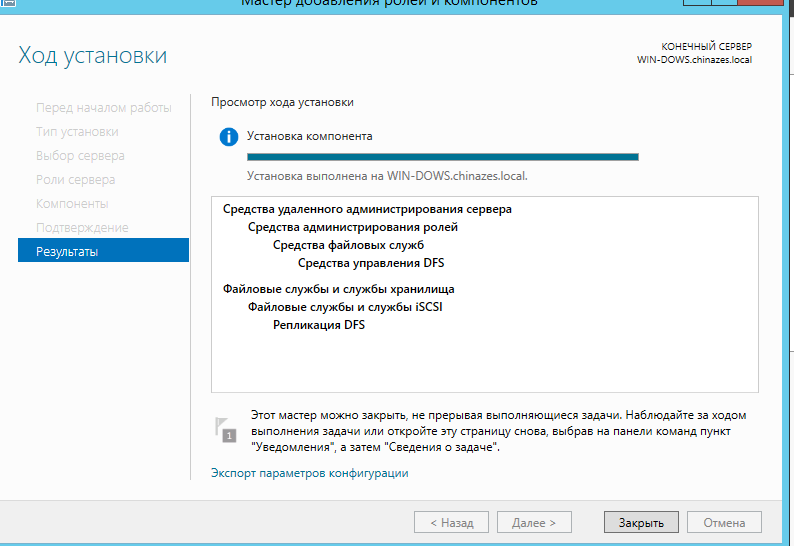 Мастер добавления ролей и компонентов
Ход установки
КОНЕЧНЫЙ СЕРВЕР
WIN-DOWS.chinazes.local
Перед началом работы
Тип установки
Выбор сервера
Роли сервера
Компоненты
Подтверждение
Результаты
Просмотр хода установки
Установка компонента
Установка выполнена на WIN-DOWS.chinazes.local.
Средства удаленного администрирования сервера
Средства администрирования ролей
Средства файловых служб
Средства управления DFS
Файловые службы и службы хранилища
Файловые службы и службы iSCSI
Репликация DFS
1
Этот мастер можно закрыть, не прерывая выполняющиеся задачи. Наблюдайте за ходом
выполнения задачи или откройте эту страницу снова, выбрав на панели команд пункт
"Уведомления", а затем "Сведения о задаче".
Экспорт параметров конфигурации
< Назад
Далее >
Закрыть
Отмена